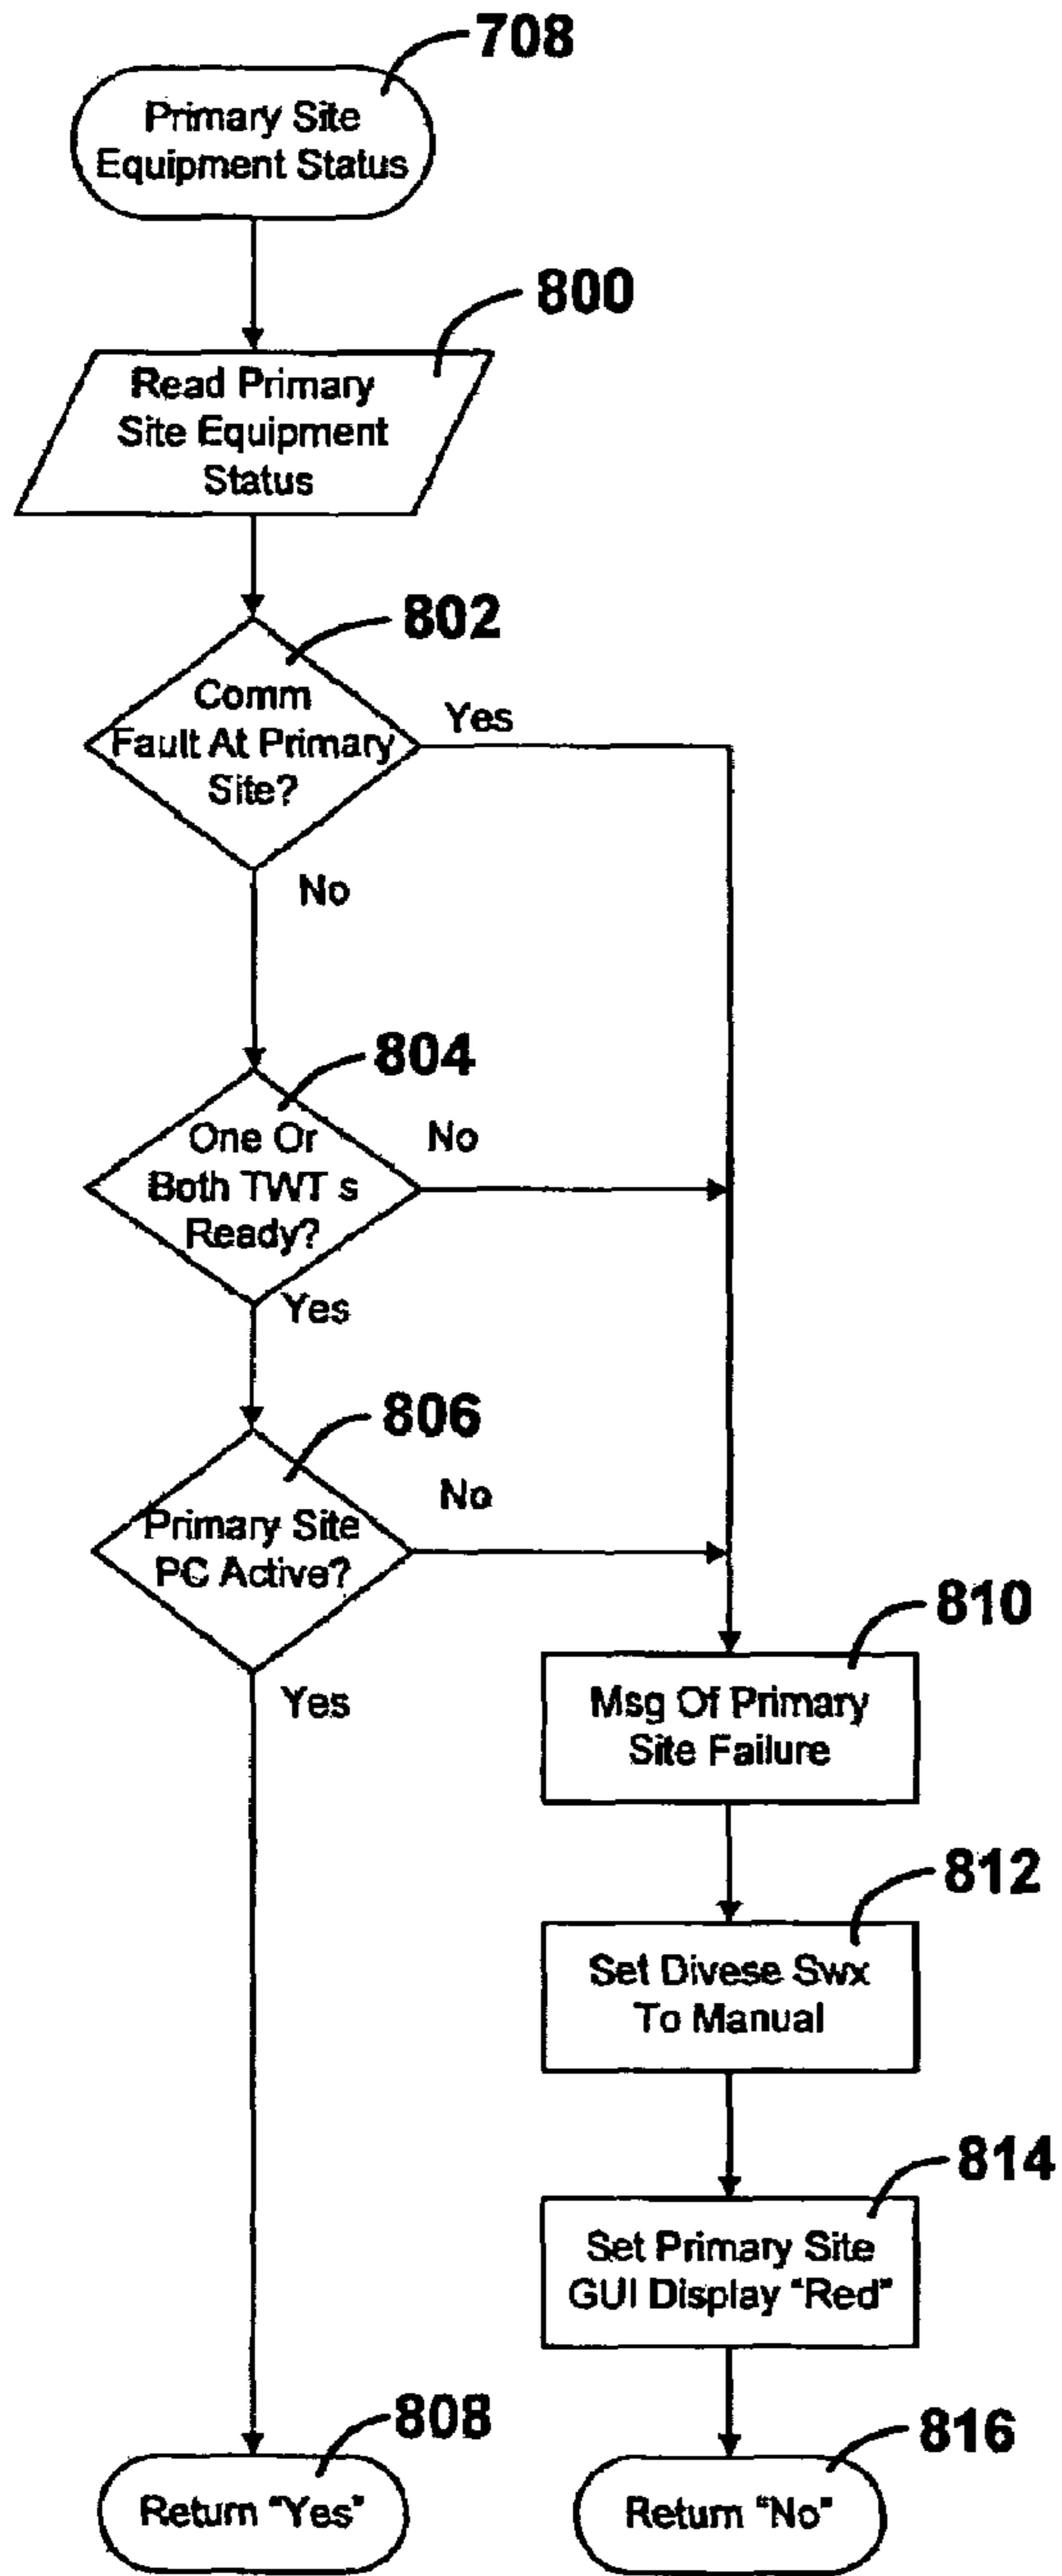 708
Primary Site
Equipment Status
800
Read Primary
Site Equipment
Status
802
Comm
Fault At Primary
Site?
Yes
No
804
One Or
Both TWT s
Ready?
No
Yes
806
Primary Site
PC Active?
No
Yes
810
Msg Of Primary
Site Failure
812
Set Divese Swx
To Manual
814
Set Primary Site
GUI Display "Red"
808
Return "Yes"
816
Return "No"